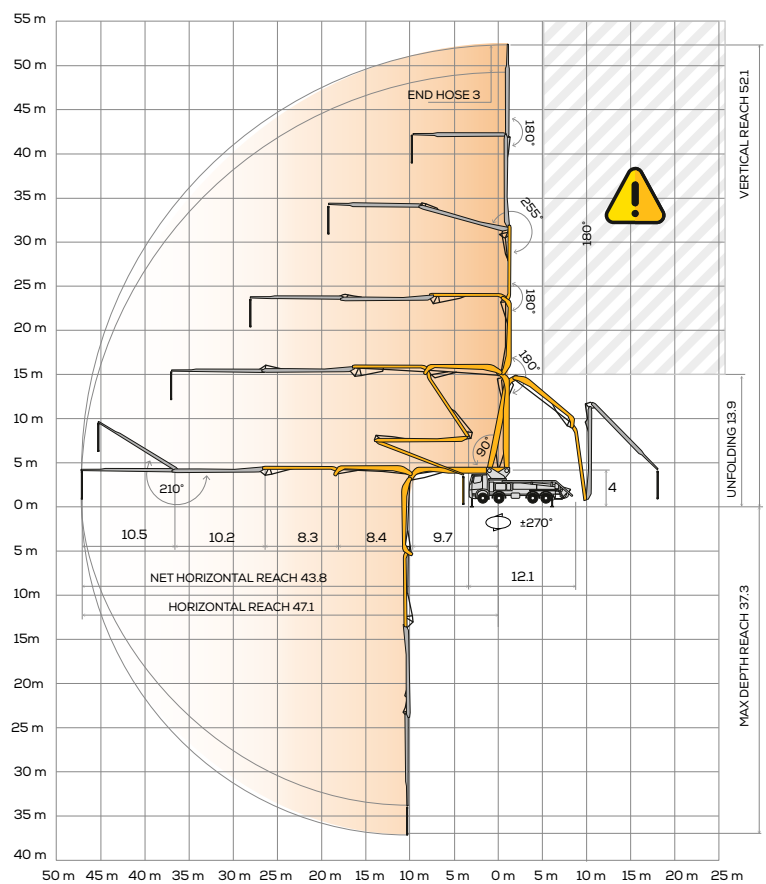 55 m
50 m
END HOSE 3
45 m
180°
VERTICAL REACH 52.1
40 m
35 m
255°
180°
30 m
25 m
180°
20 m
180°
15 m
10 m
90°
UNFOLDING 13.9
5 m
210°
4
0 m
±270°
10.5 10.2 8.3 8.4 9.7
5 m
NET HORIZONTAL REACH 43.8
12.1
10m
HORIZONTAL REACH 47.1
15m
MAX DEPTH REACH 37.3
20m
25 m
30 m
35 m
40 m
50 m 45 m 40 m 35 m 30 m 25 m 20 m 15 m 10 m 5 m 0 m 5 m 10 m 15 m 20 m 25 m